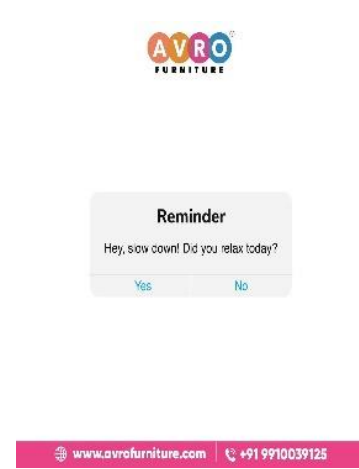 AVRO
FURNITURE
Reminder
Hey, slow down! Did you relax today?
Yes No
www.avrofurniture.com +91 9910039125